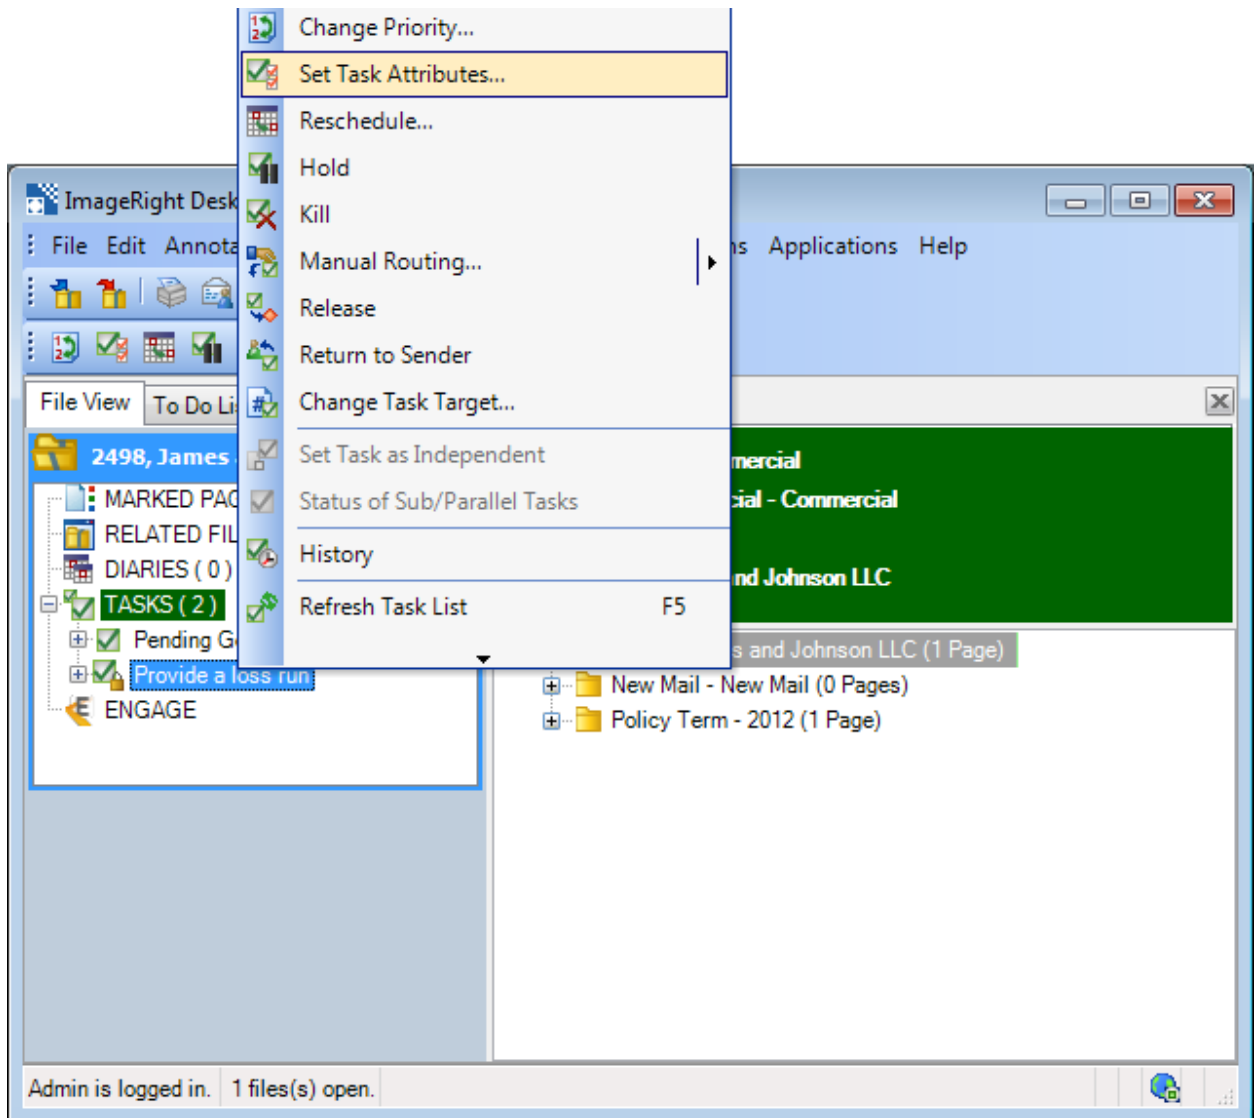 Change Priority...
Set Task Attributes...
Reschedule...
Hold
Kill
Manual Routing...
Release
Return to Sender
Change Task Target...
Set Task as Independent
Status of Sub/Parallel Tasks
History
Refresh Task List F5
ImageRight Desk
File Edit Annota Applications Help
File View To Do Li
2498, James
MARKED PAG
RELATED FIL
DIARIES ( 0 )
TASKS ( 2 )
Pending G
Provide a loss run
ENGAGE
mercial
cial - Commercial
nd Johnson LLC
s and Johnson LLC (1 Page)
New Mail - New Mail (0 Pages)
Policy Term - 2012 (1 Page)
Admin is logged in. 1 files(s) open.